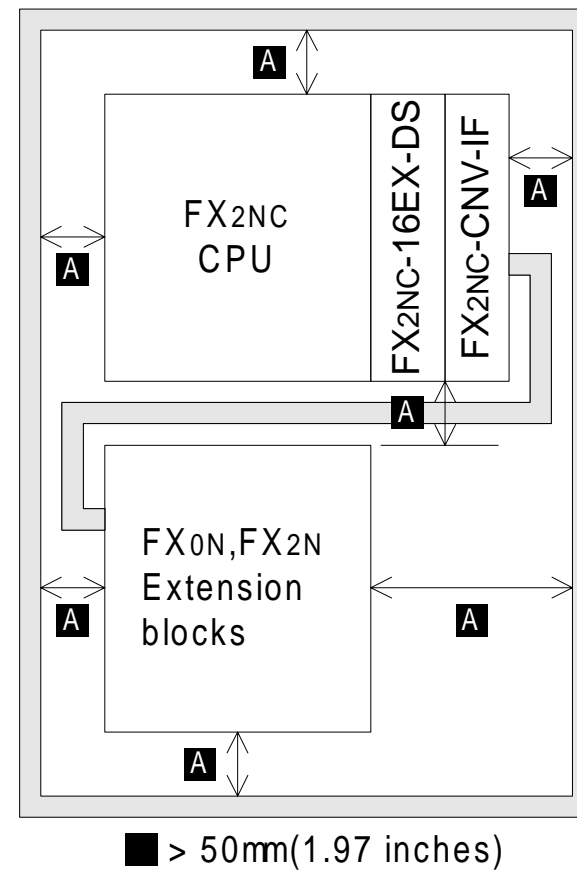 A
FX2NC
CPU
FX2NC-16EX-DS
FX2NC-CNV-IF
A
A
A
FX0N,FX2N
Extension
blocks
A
A
A
> 50mm(1.97 inches)